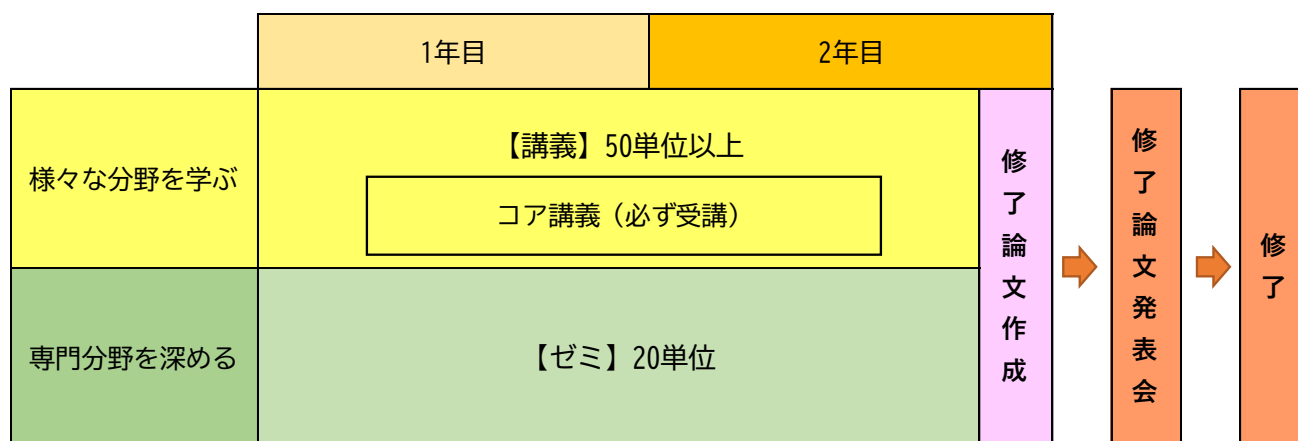 1年目
2年目
様々な分野を学ぶ
【講義】50単位以上
コア講義（必ず受講）
専門分野を深める
【ゼミ】20単位
修了論文作成
修了論文発表会
修了